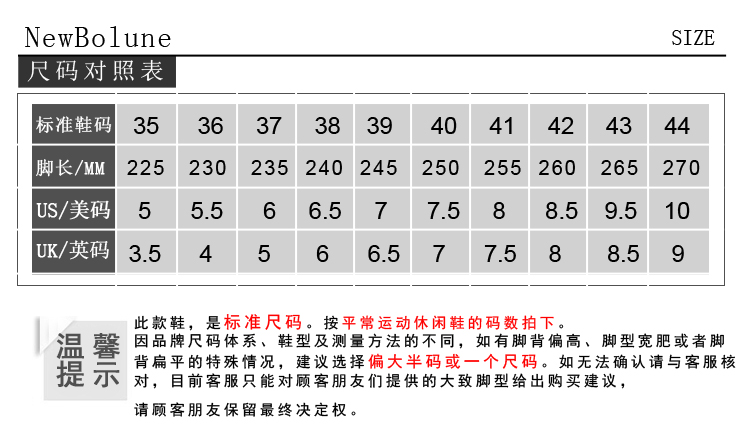 NewBolune SIZE
尺码对照表
标准鞋码 35 36 37 38 39 40 41 42 43 44
脚长/MM 225 230 235 240 245 250 255 260 265 270
US/美码 5 5.5 6 6.5 7 7.5 8 8.5 9.5 10
UK/英码 3.5 4 5 6 6.5 7 7.5 8 8.5 9
温馨
提示
此款鞋，是标准尺码。按平常运动休闲鞋的码数拍下。
因品牌尺码体系、鞋型及测量方法的不同，如有脚背偏高、脚型宽肥或者脚
背扁平的特殊情况，建议选择偏大半码或一个尺码。如无法确认请与客服核
对，目前客服只能对顾客朋友们提供的大致脚型给出购买建议，
请顾客朋友保留最终决定权。